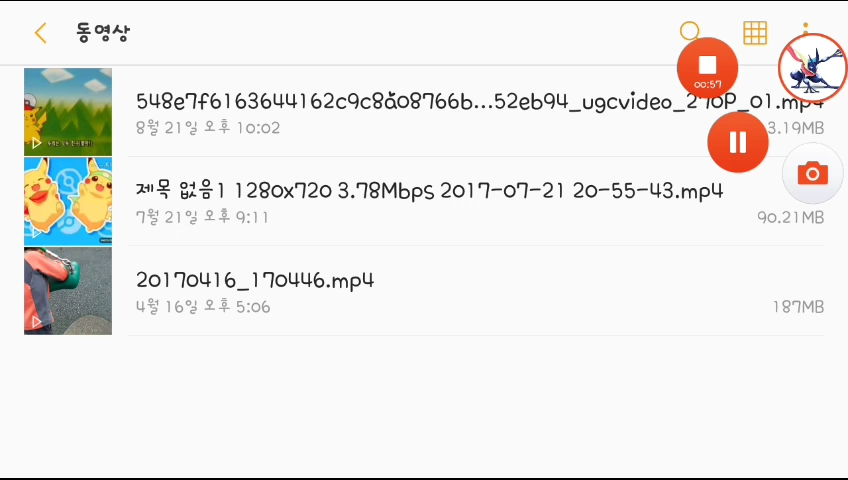 동영상
548e7f6163644162c9c8a08766b...52eb94_ugcvideo_270P_01.mp4
8월 21일 오후 10:02
3.19MB
00:57
제목 없음1 1280x720 3.78Mbps 2017-07-21 20-55-43.mp4
7월 21일 오후 9:11
90.21MB
20170416_170446.mp4
4월 16일 오후 5:06
187MB